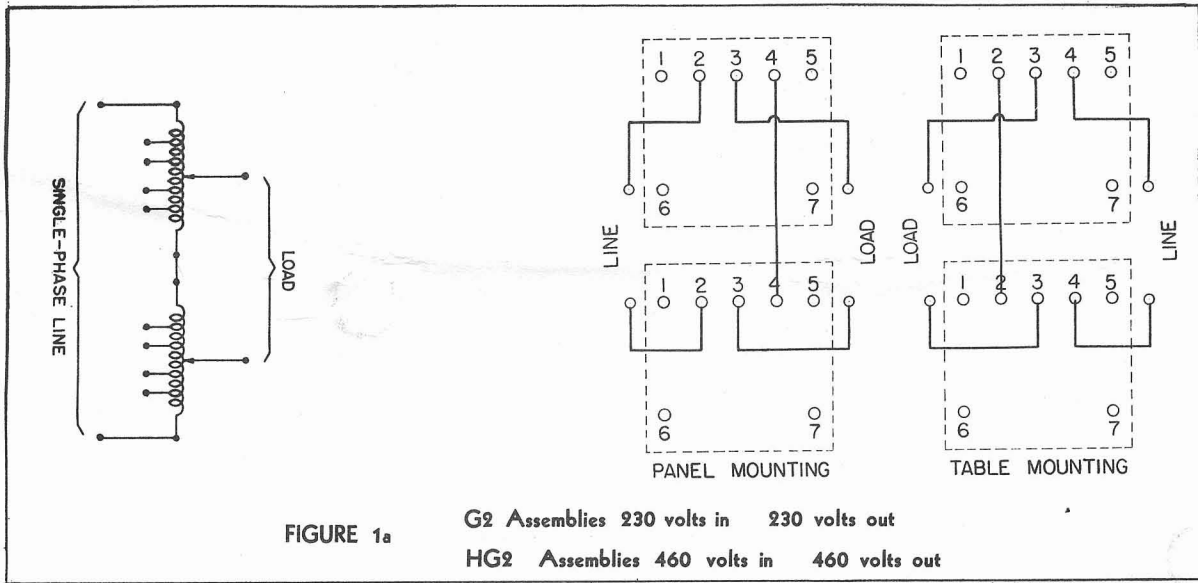 SINGLE-PHASE LINE
LOAD
1 2 3 4 5
6 7
LINE
LOAD
1 2 3 4 5
6 7
PANEL MOUNTING
1 2 3 4 5
6 7
LOAD
LINE
1 2 3 4 5
6 7
TABLE MOUNTING
FIGURE 1a
G2 Assemblies 230 volts in 230 volts out
HG2 Assemblies 460 volts in 460 volts out